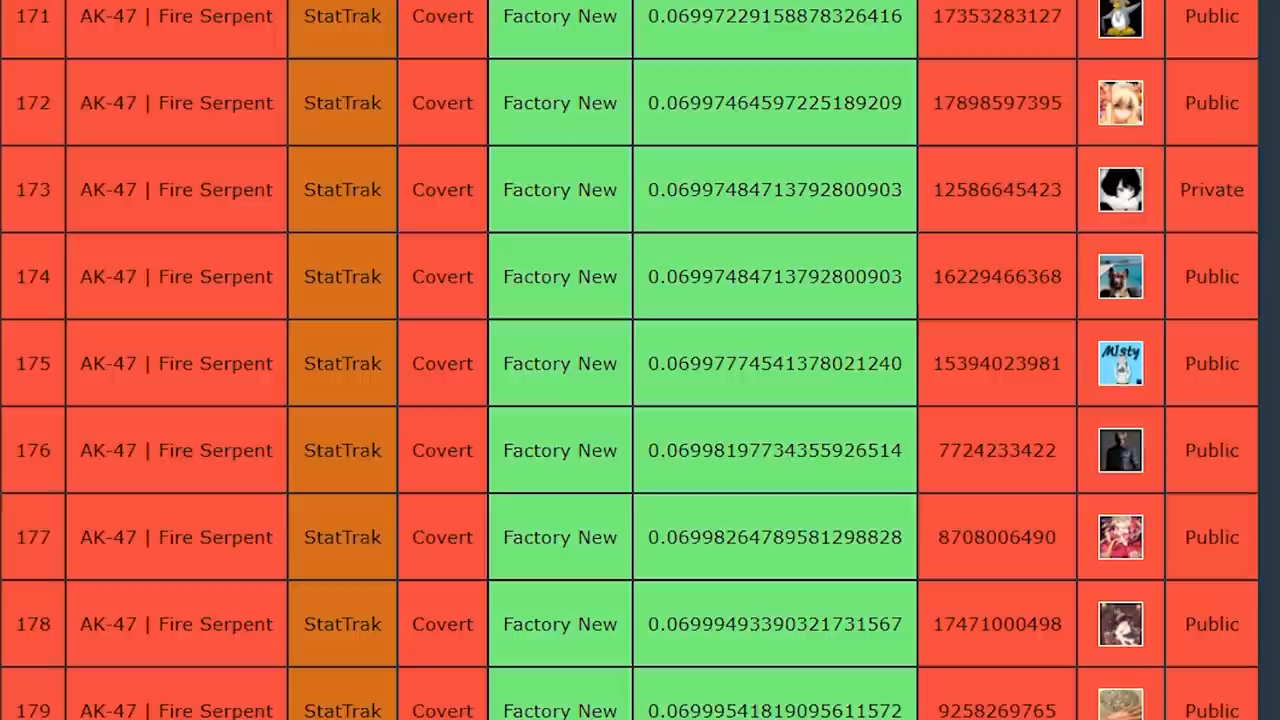 171 AK-47 | Fire Serpent StatTrak Covert Factory New 0.06997229158878326416 17353283127 Public
172 AK-47 | Fire Serpent StatTrak Covert Factory New 0.06997464597225189209 17898597395 Public
173 AK-47 | Fire Serpent StatTrak Covert Factory New 0.06997484713792800903 12586645423 Private
174 AK-47 | Fire Serpent StatTrak Covert Factory New 0.06997484713792800903 16229466368 Public
175 AK-47 | Fire Serpent StatTrak Covert Factory New 0.06997774541378021240 15394023981 Misty Public
176 AK-47 | Fire Serpent StatTrak Covert Factory New 0.06998197734355926514 7724233422 Public
177 AK-47 | Fire Serpent StatTrak Covert Factory New 0.06998264789581298828 8708006490 Public
178 AK-47 | Fire Serpent StatTrak Covert Factory New 0.06999493390321731567 17471000498 Public
179 AK-47 | Fire Serpent StatTrak Covert Factory New 0.06999541819095611572 9258269765 Public